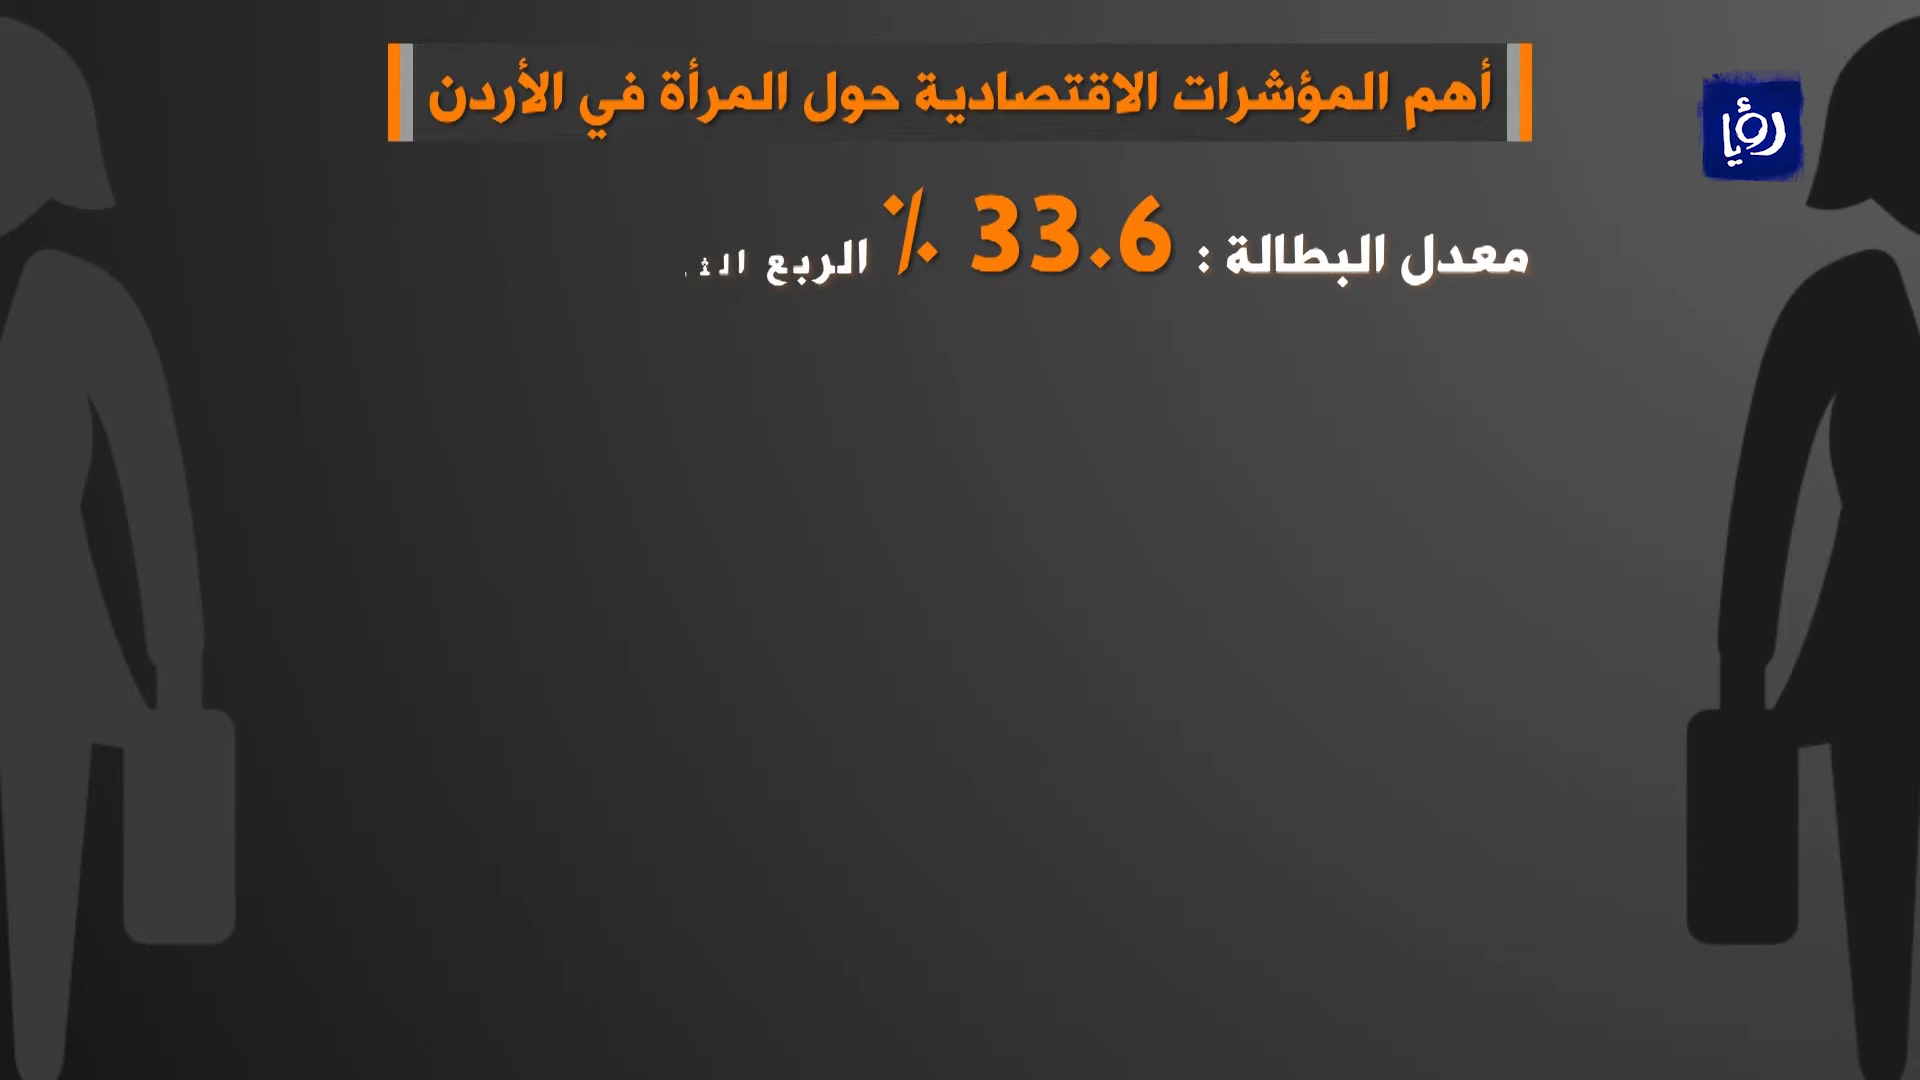 أهم المؤشرات الاقتصادية حول المرأة في الأردن
رؤيا
معدل البطالة : 33.6 % الربع